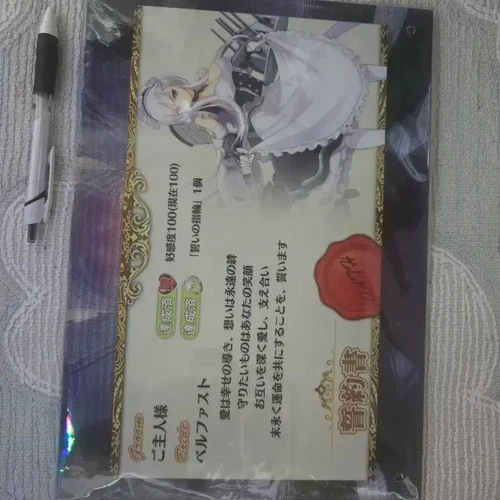 誓約書
Groom
ご主人様
Bride
ベルファスト
達成済 好感度100(現在100)
達成済 「誓いの指輪」1個
愛は幸せの導き、想いは永遠の絆
守りたいものはあなたの笑顔
お互いを深く愛し、支え合い
末永く運命を共にすることを、誓います